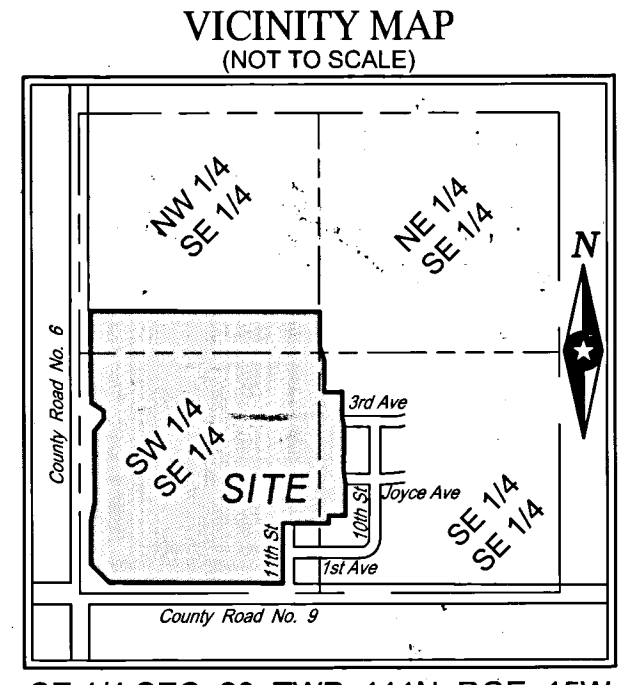 VICINITY MAP
(NOT TO SCALE)
NW 1/4
SE 1/4
NE 1/4
SE 1/4
N
County Road No. 6
3rd Ave
SW 1/4
SE 1/4
SITE
Joyce Ave
10th St
SE 1/4
SE 1/4
11th St
1st Ave
County Road No. 9